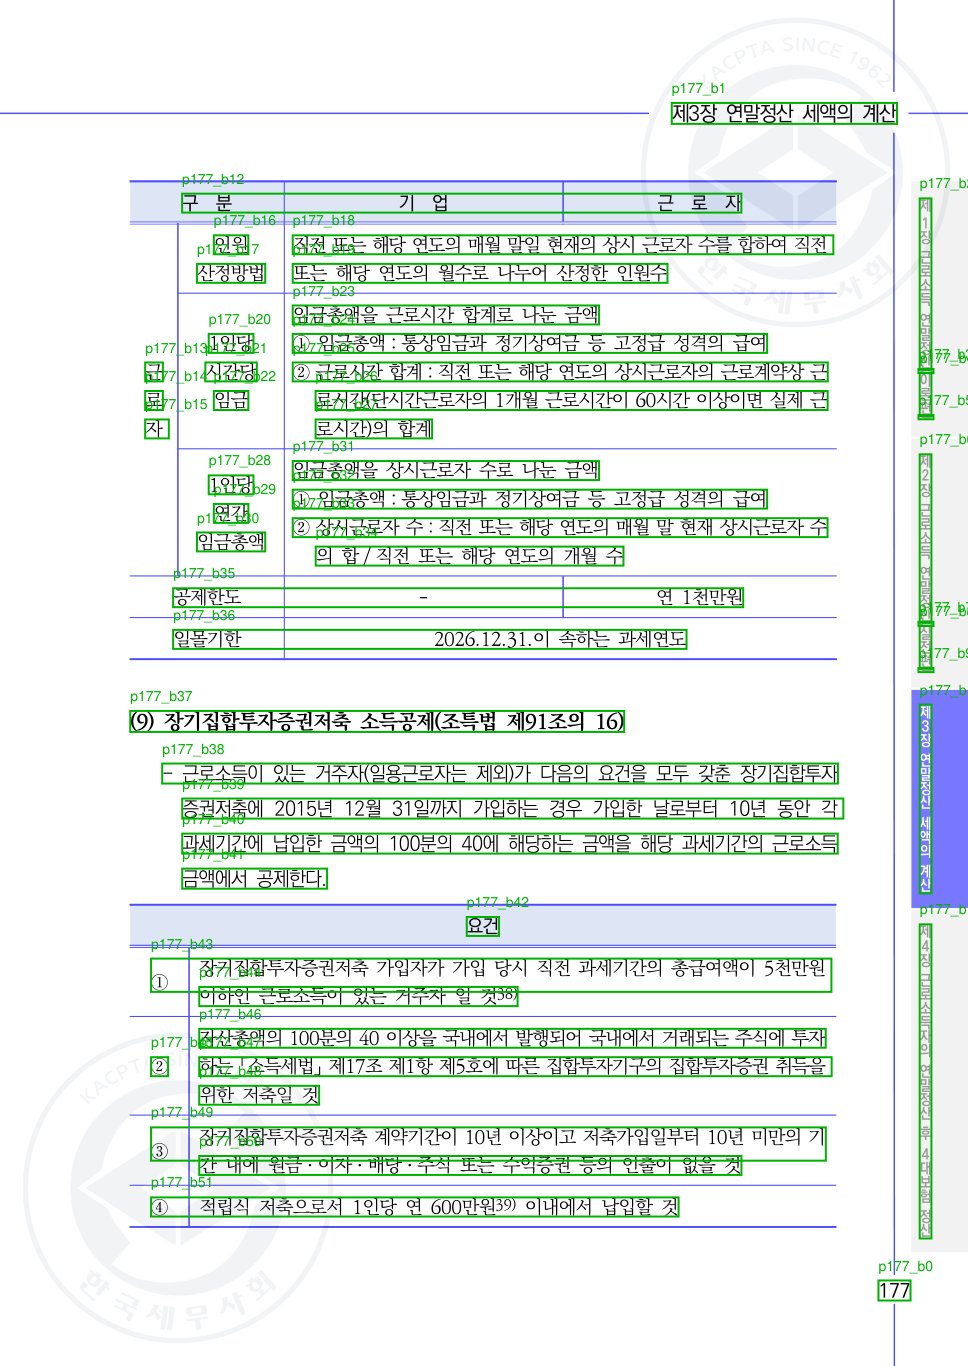 제3장 연말정산 세액의 계산
p177_b1
구 분 기 업 근 로 자
p177_b12
인원
산정방법
p177_b16
p177_b18
직전 또는 해당 연도의 매월 말일 현재의 상시 근로자 수를 합하여 직전
또는 해당 연도의 월수로 나누어 산정한 인원수
p177_b23
임금총액을 근로시간 합계로 나눈 금액
p177_b20
1인당
시간당
임금
① 임금총액 : 통상임금과 정기상여금 등 고정급 성격의 급여
② 근로시간 합계 : 직전 또는 해당 연도의 상시근로자의 근로계약상 근
로시간(단시간근로자의 1개월 근로시간이 60시간 이상이면 실제 근
로시간)의 합계
근
로
자
p177_b15
p177_b31
임금총액을 상시근로자 수로 나눈 금액
p177_b28
1인당
연간
임금총액
① 임금총액 : 통상임금과 정기상여금 등 고정급 성격의 급여
② 상시근로자 수 : 직전 또는 해당 연도의 매월 말 현재 상시근로자 수
의 합 / 직전 또는 해당 연도의 개월 수
p177_b35
공제한도 - 연 1천만원
p177_b36
일몰기한 2026.12.31.이 속하는 과세연도
p177_b37
(9) 장기집합투자증권저축 소득공제(조특법 제91조의 16)
p177_b38
- 근로소득이 있는 거주자(일용근로자는 제외)가 다음의 요건을 모두 갖춘 장기집합투자
p177_b39
증권저축에 2015년 12월 31일까지 가입하는 경우 가입한 날로부터 10년 동안 각
p177_b40
과세기간에 납입한 금액의 100분의 40에 해당하는 금액을 해당 과세기간의 근로소득
p177_b41
금액에서 공제한다.
p177_b42
요건
p177_b43
① 장기집합투자증권저축 가입자가 가입 당시 직전 과세기간의 총급여액이 5천만원
이하인 근로소득이 있는 거주자 일 것38)
p177_b46
② 자산총액의 100분의 40 이상을 국내에서 발행되어 국내에서 거래되는 주식에 투자
하는 「소득세법」 제17조 제1항 제5호에 따른 집합투자기구의 집합투자증권 취득을
위한 저축일 것
p177_b49
③ 장기집합투자증권저축 계약기간이 10년 이상이고 저축가입일부터 10년 미만의 기
간 내에 원금·이자·배당·주식 또는 수익증권 등의 인출이 없을 것
p177_b51
④ 적립식 저축으로서 1인당 연 600만원39) 이내에서 납입할 것
제3장 연말정산 세액의 계산
제4장 근로소득자의 연말정산 후 4대보험 정산
p177_b0
177
KACPTA SINCE 1962
한국세무사회